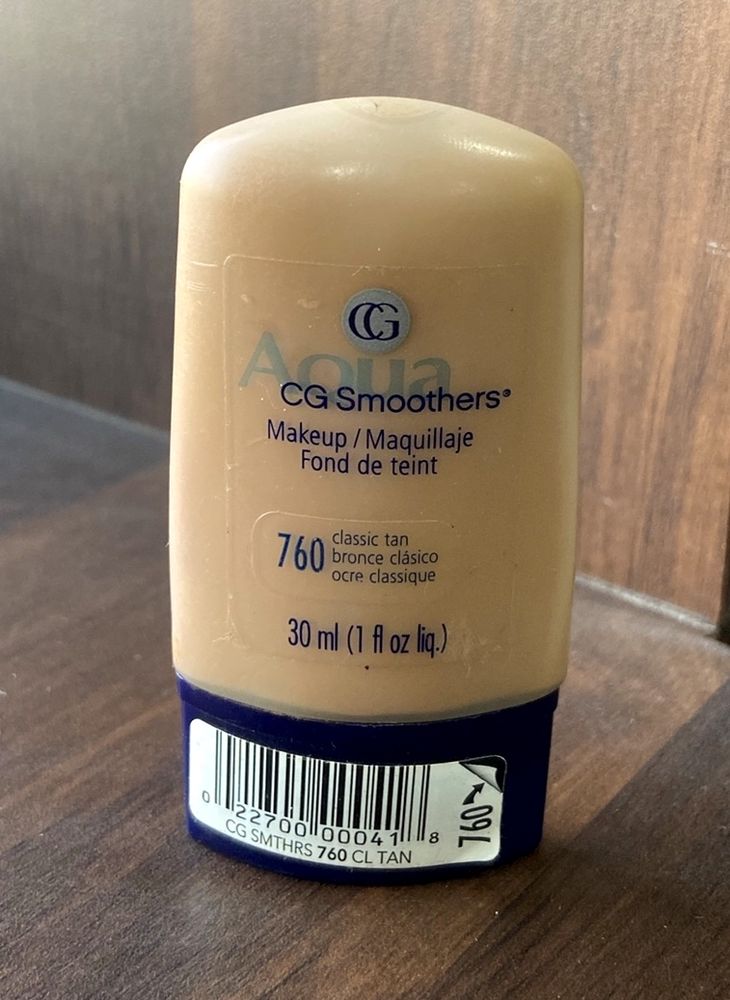 CG
Aqua
CG Smoothers®
Makeup / Maquillaje
Fond de teint
760 classic tan
bronce clásico
ocre classique
30 ml (1 fl oz liq.)
0 22700 00041 8
CG SMTHRS 760 CL TAN
760